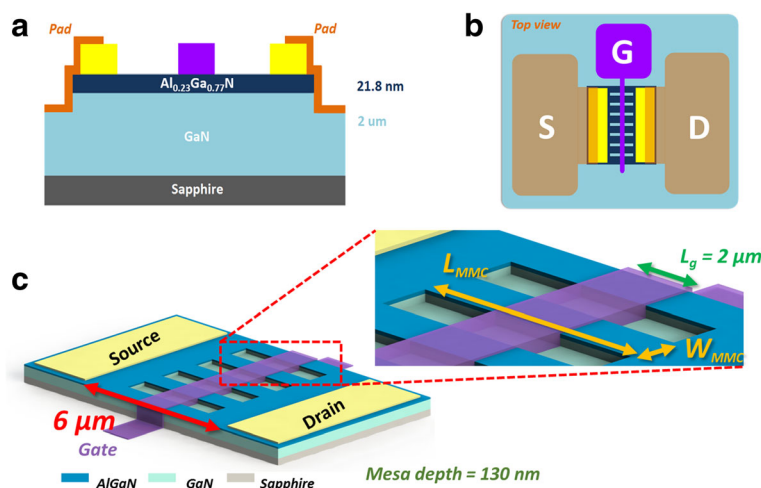 a
Pad
Pad
Al0.23Ga0.77N
21.8 nm
GaN
2 um
Sapphire
b
Top view
G
S
D
c
Source
Drain
6 μm
Gate
LMMC
Lg = 2 μm
WMMC
AlGaN
GaN
Sapphire
Mesa depth = 130 nm